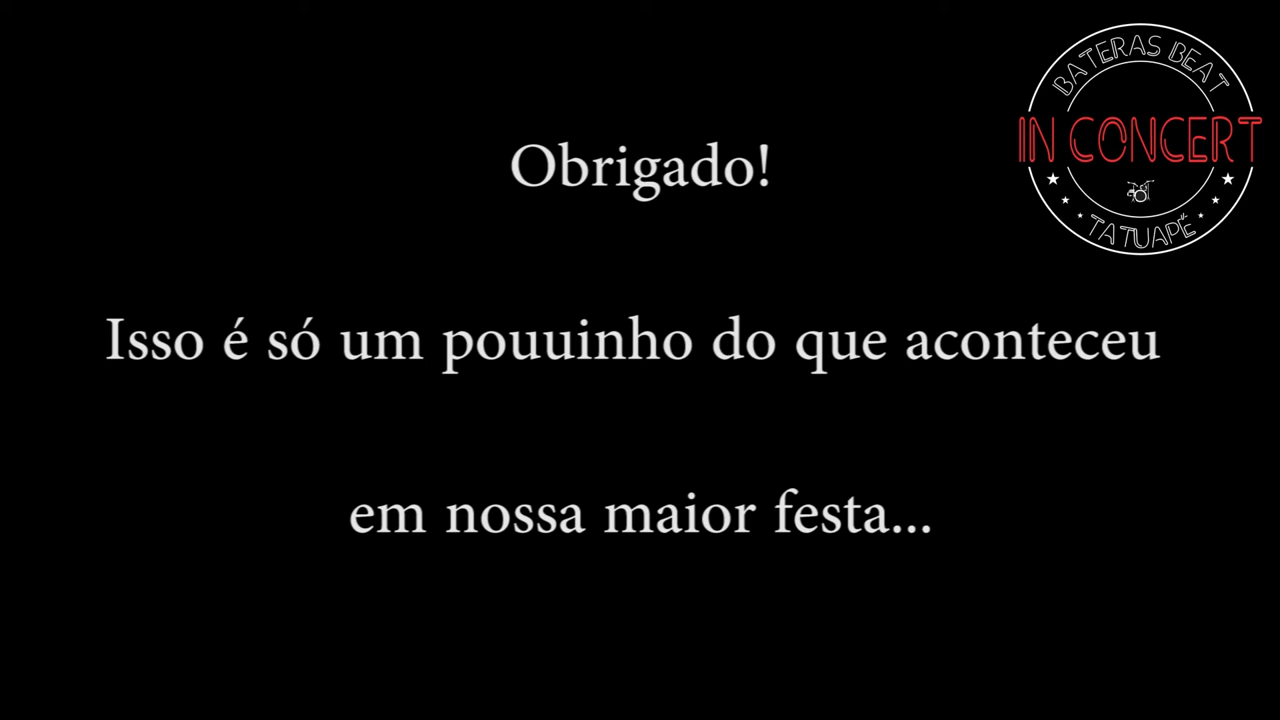 BATERAS BEAT
IN CONCERT
TATUAPÉ
Obrigado!
Isso é só um pouuinho do que aconteceu
em nossa maior festa...